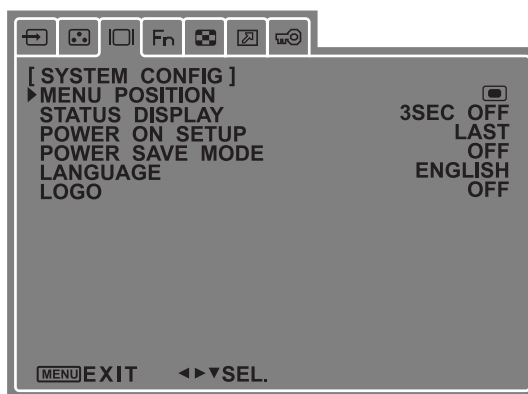 Fn
[ SYSTEM CONFIG ]
▶MENU POSITION
STATUS DISPLAY 3SEC OFF
POWER ON SETUP LAST
POWER SAVE MODE OFF
LANGUAGE ENGLISH
LOGO OFF
MENU EXIT ◀▶▼SEL.